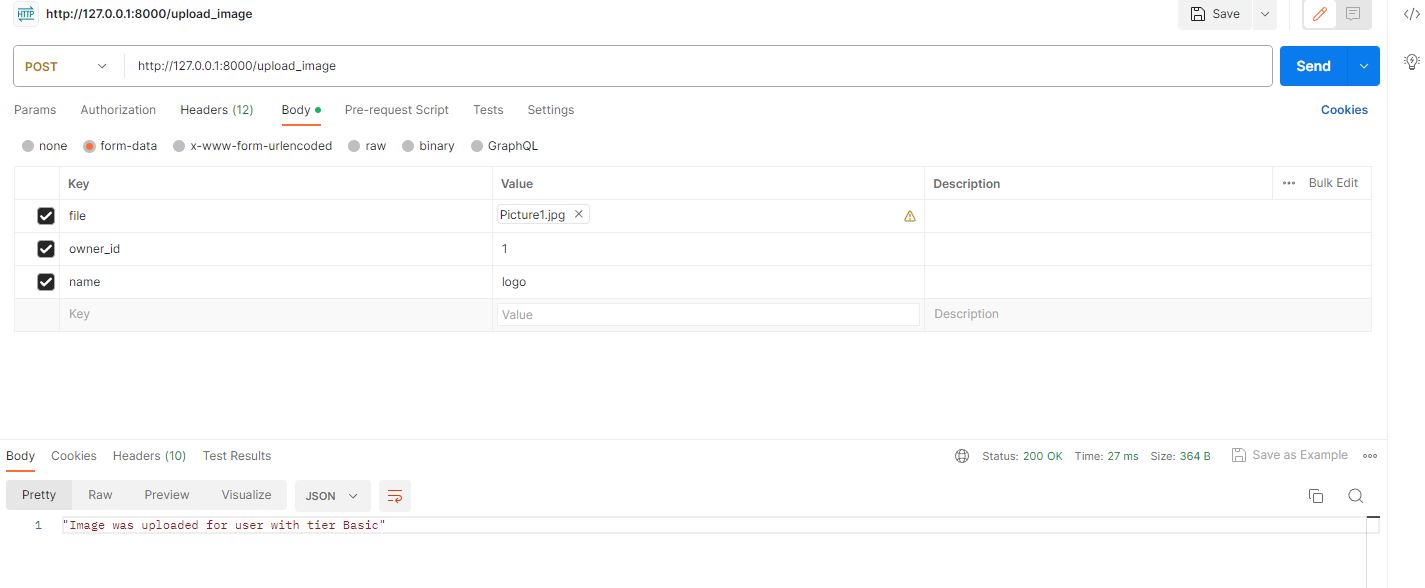 HTTP http://127.0.0.1:8000/upload_image Save </>
POST http://127.0.0.1:8000/upload_image Send
Params Authorization Headers (12) Body Pre-request Script Tests Settings Cookies
none form-data x-www-form-urlencoded raw binary GraphQL
Key Value Description ••• Bulk Edit
file Picture1.jpg ×
owner_id 1
name logo
Key Value Description
Body Cookies Headers (10) Test Results Status: 200 OK Time: 27 ms Size: 364 B Save as Example
Pretty Raw Preview Visualize JSON
1 "Image was uploaded for user with tier Basic"